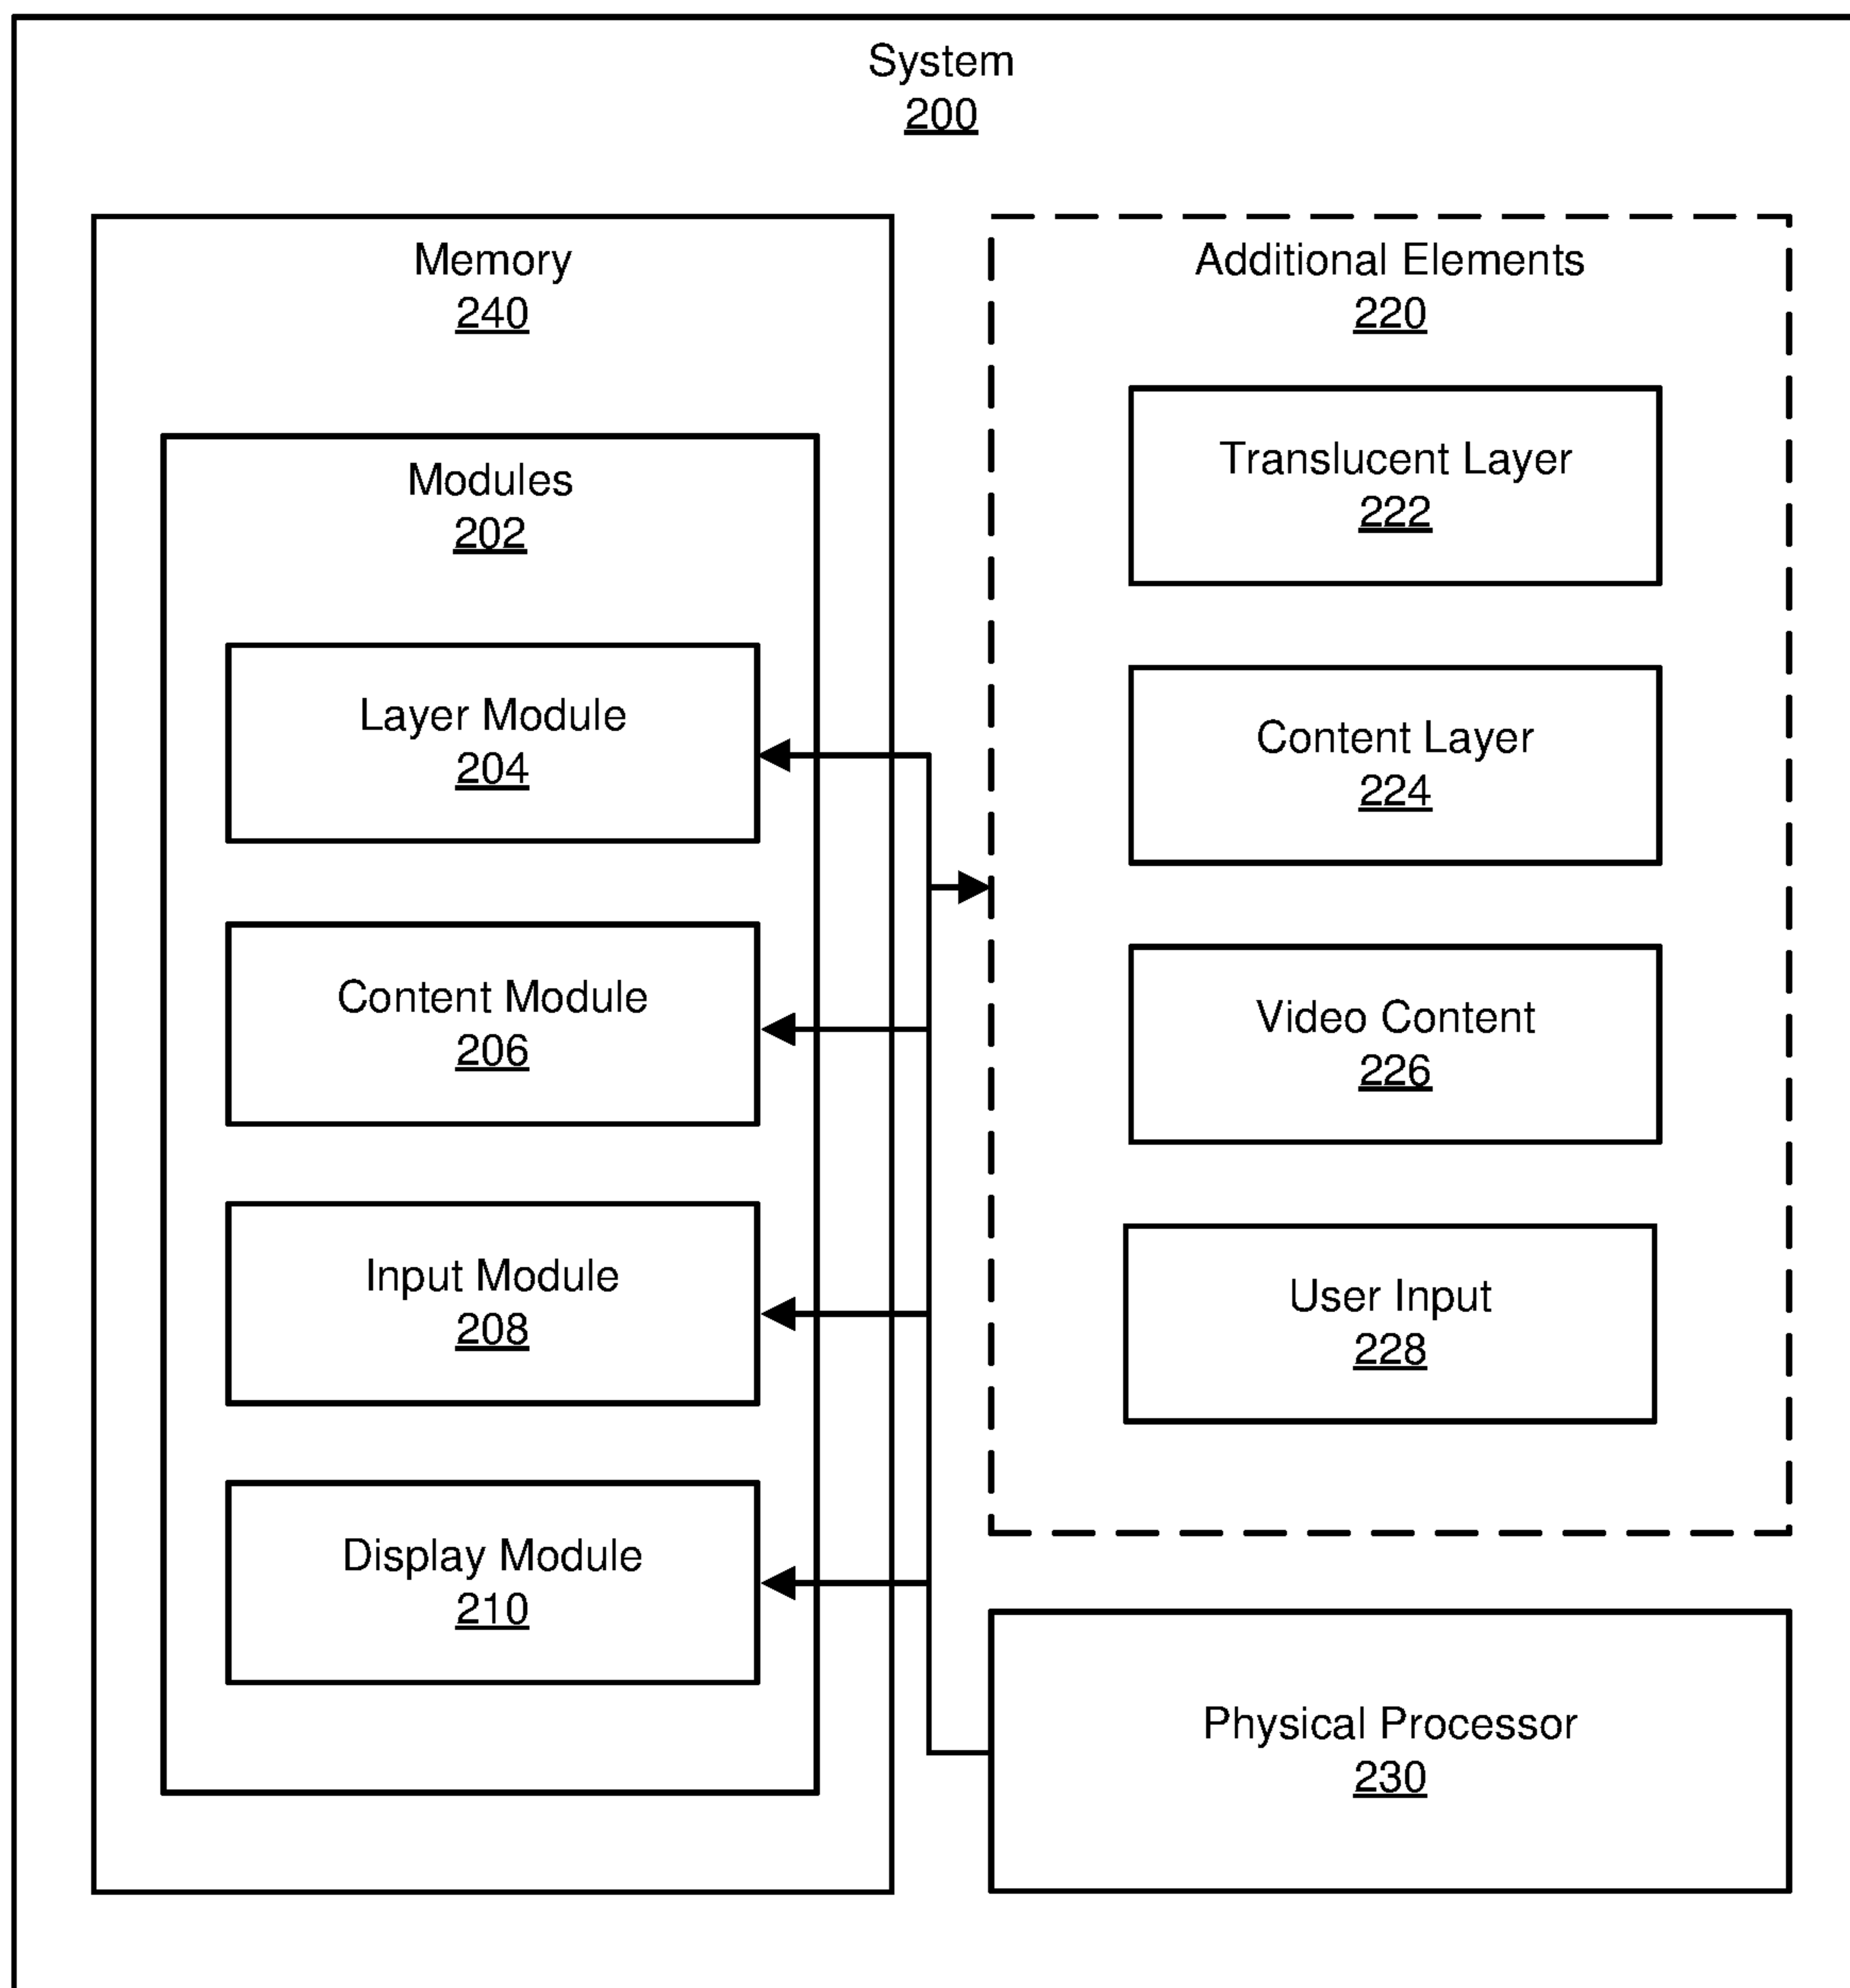 System
200
Memory
240
Modules
202
Layer Module
204
Content Module
206
Input Module
208
Display Module
210
Additional Elements
220
Translucent Layer
222
Content Layer
224
Video Content
226
User Input
228
Physical Processor
230